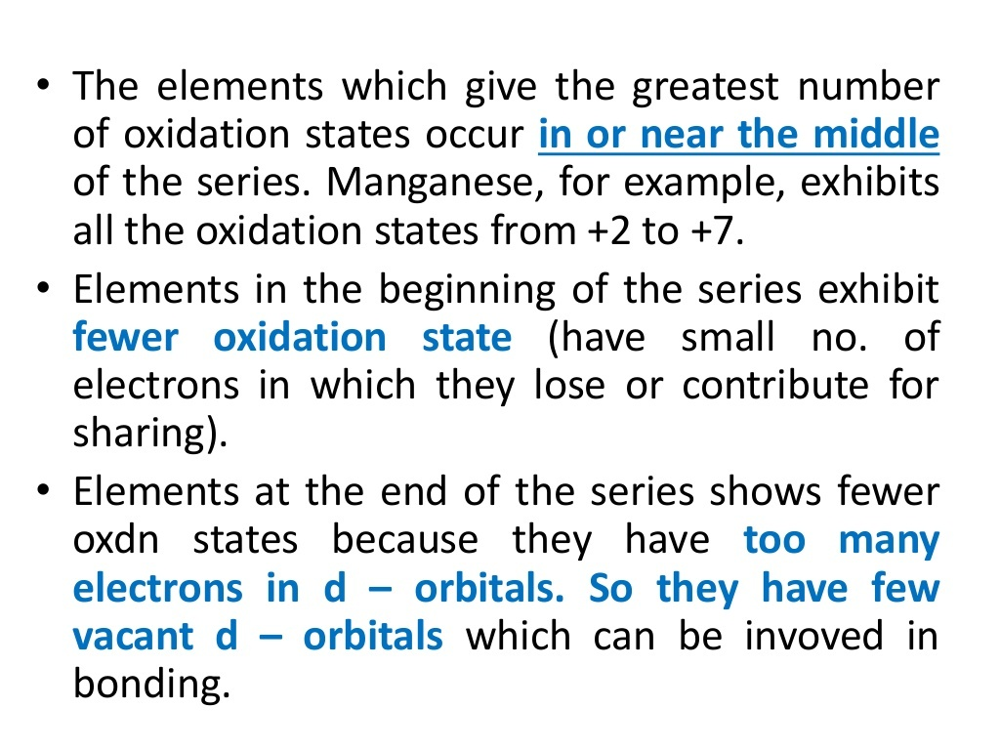 • The elements which give the greatest number
of oxidation states occur in or near the middle
of the series. Manganese, for example, exhibits
all the oxidation states from +2 to +7.
• Elements in the beginning of the series exhibit
fewer oxidation state (have small no. of
electrons in which they lose or contribute for
sharing).
• Elements at the end of the series shows fewer
oxdn states because they have too many
electrons in d – orbitals. So they have few
vacant d – orbitals which can be invoved in
bonding.